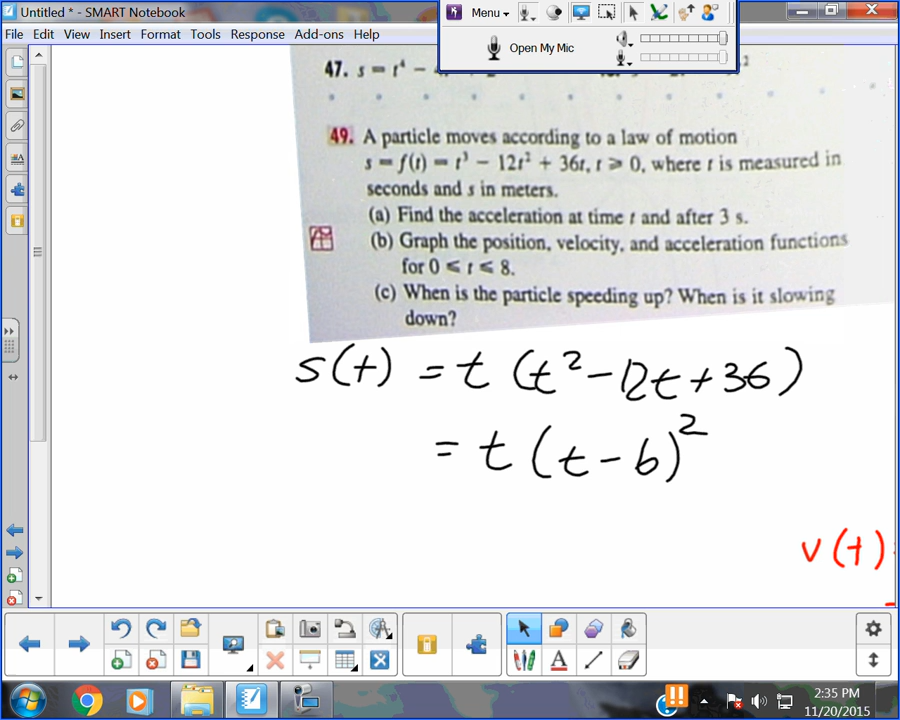 Untitled * - SMART Notebook
Menu
File Edit View Insert Format Tools Response Add-ons Help
Open My Mic
47. s = t⁴ −
49. A particle moves according to a law of motion
s = f(t) = t³ − 12t² + 36t, t ⩾ 0, where t is measured in
seconds and s in meters.
(a) Find the acceleration at time t and after 3 s.
(b) Graph the position, velocity, and acceleration functions
for 0 ⩽ t ⩽ 8.
(c) When is the particle speeding up? When is it slowing
down?
s(t) = t (t² − 12t + 36)
= t (t − 6)²
v(t)
2:35 PM
11/20/2015